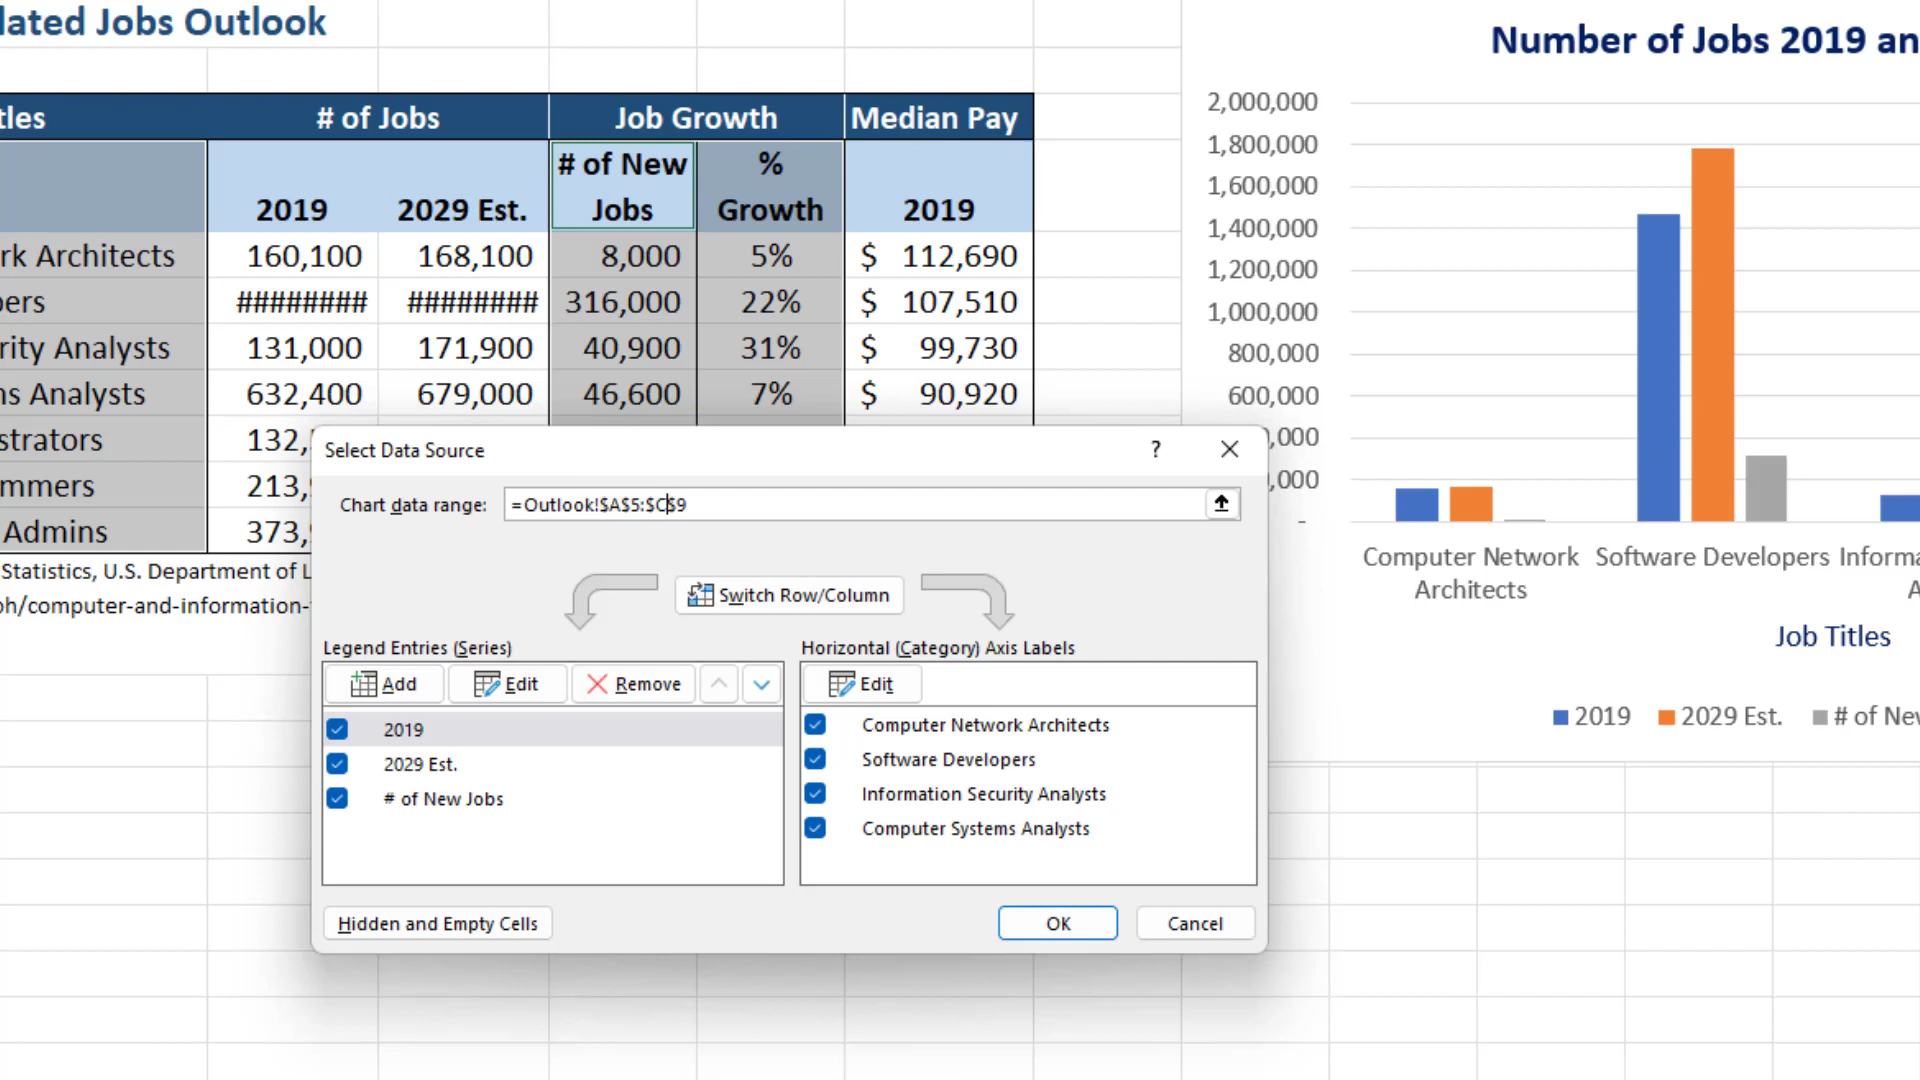 lated Jobs Outlook
tles # of Jobs Job Growth Median Pay
2019 2029 Est. # of New Jobs % Growth 2019
rk Architects 160,100 168,100 8,000 5% $ 112,690
ers ######## ######## 316,000 22% $ 107,510
rity Analysts 131,000 171,900 40,900 31% $ 99,730
ns Analysts 632,400 679,000 46,600 7% $ 90,920
strators 132,
mmers 213,
Admins 373,
Statistics, U.S. Department of L
oh/computer-and-information-
Select Data Source ?
Chart data range: =Outlook!$A$5:$C$9
Switch Row/Column
Legend Entries (Series)
Add Edit Remove
2019
2029 Est.
# of New Jobs
Horizontal (Category) Axis Labels
Edit
Computer Network Architects
Software Developers
Information Security Analysts
Computer Systems Analysts
Hidden and Empty Cells OK Cancel
Number of Jobs 2019 an
2,000,000
1,800,000
1,600,000
1,400,000
1,200,000
1,000,000
800,000
600,000
,000
,000
-
Computer Network Architects
Software Developers
Informa
A
Job Titles
2019 2029 Est. # of New